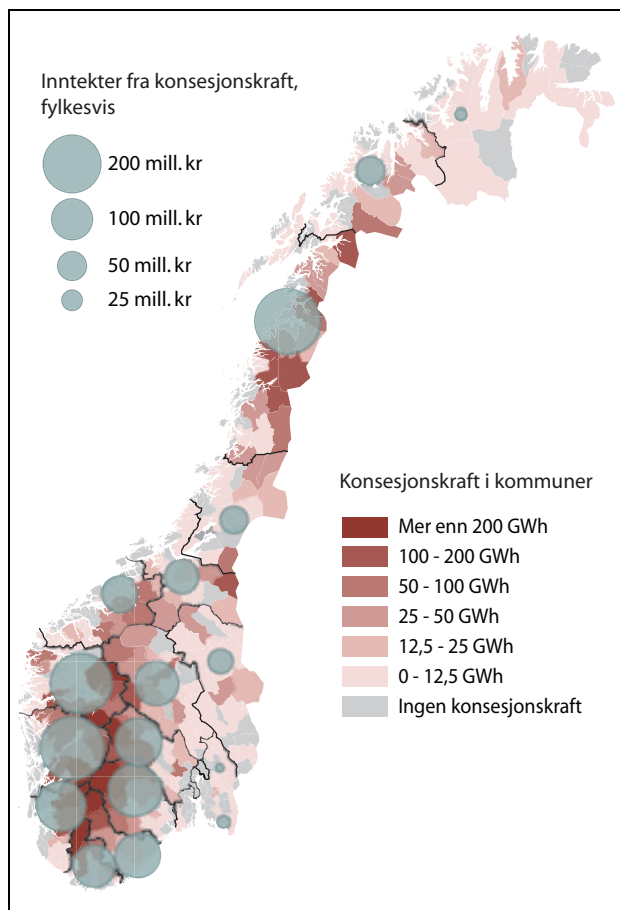 Inntekter fra konsesjonskraft,
fylkesvis
200 mill. kr
100 mill. kr
50 mill. kr
25 mill. kr
Konsesjonskraft i kommuner
Mer enn 200 GWh
100 - 200 GWh
50 - 100 GWh
25 - 50 GWh
12,5 - 25 GWh
0 - 12,5 GWh
Ingen konsesjonskraft